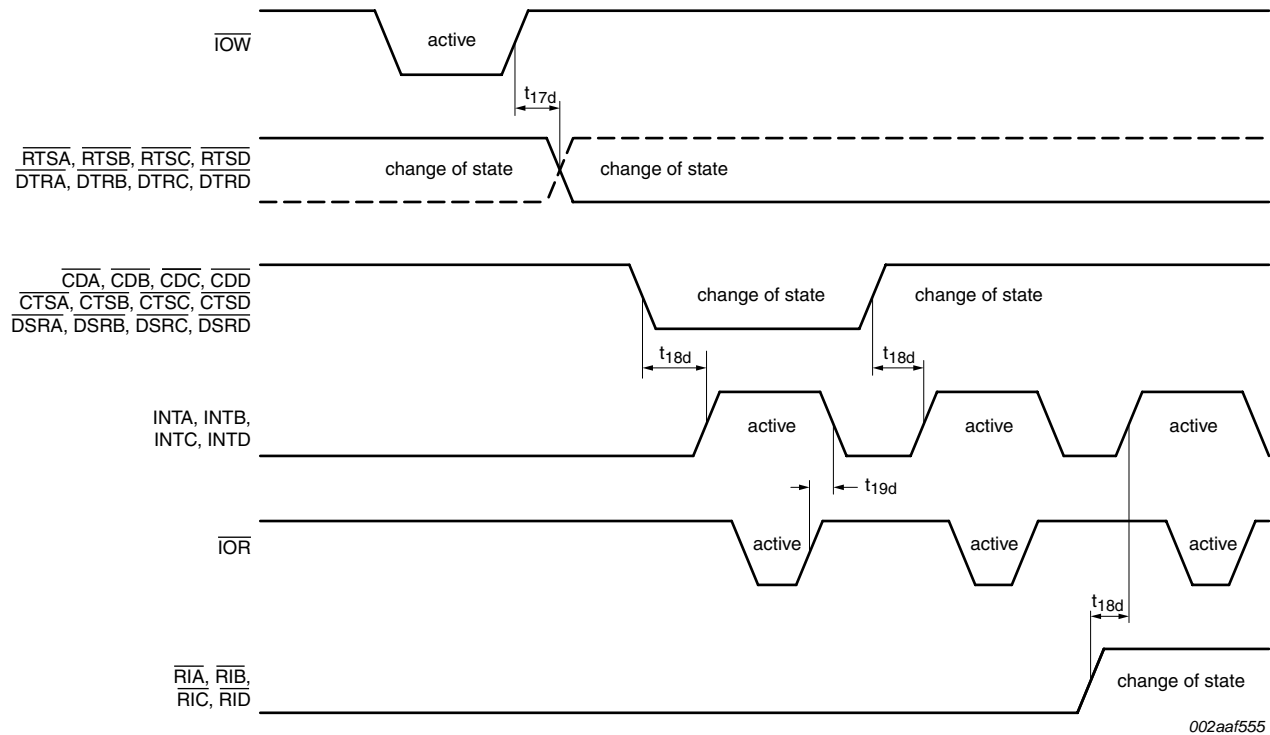 IOW
active
t17d
RTSA, RTSB, RTSC, RTSD
DTRA, DTRB, DTRC, DTRD
change of state
change of state
CDA, CDB, CDC, CDD
CTSA, CTSB, CTSC, CTSD
DSRA, DSRB, DSRC, DSRD
change of state
change of state
t18d
t18d
INTA, INTB,
INTC, INTD
active
active
active
t19d
IOR
active
active
active
t18d
RIA, RIB,
RIC, RID
change of state
002aaf555